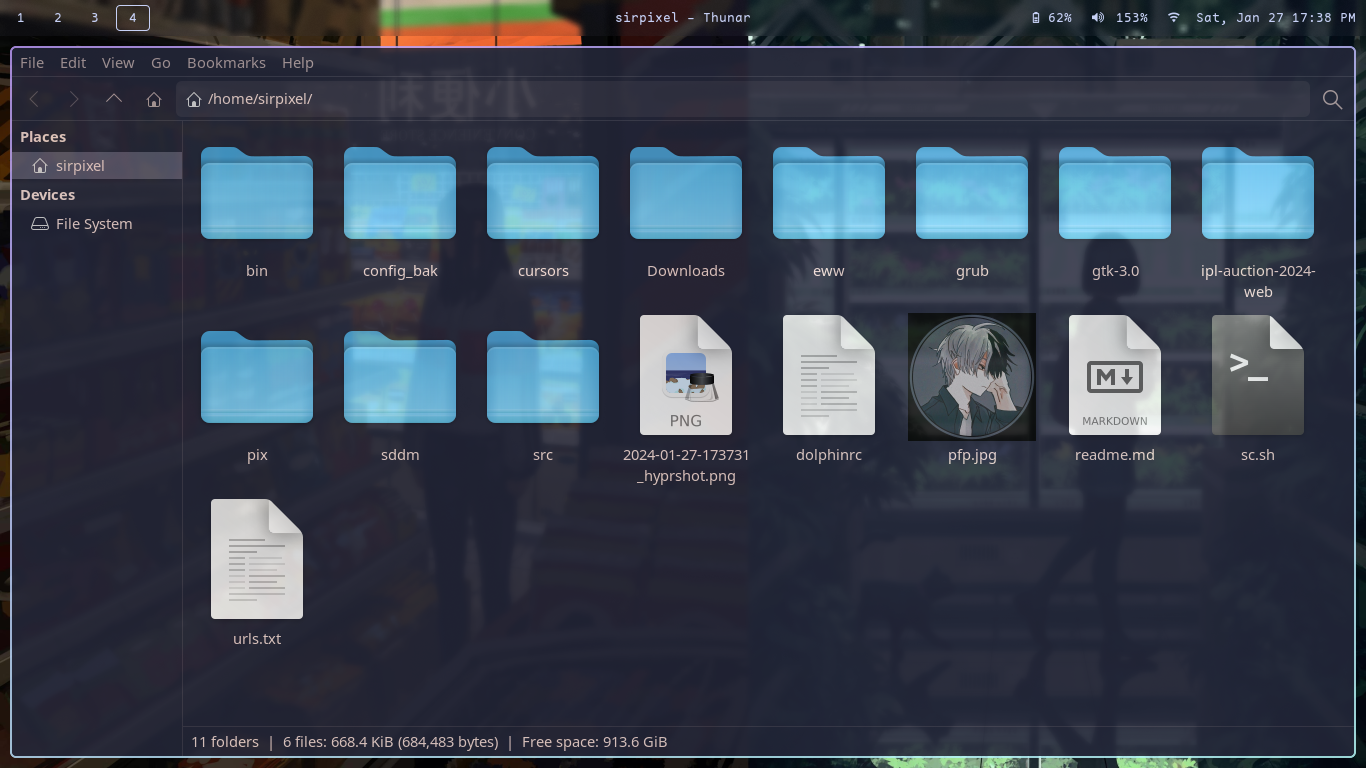 1 2 3 4 sirpixel – Thunar 62% 153% Sat, Jan 27 17:38 PM
File Edit View Go Bookmarks Help
/home/sirpixel/
Places
sirpixel
Devices
File System
bin config_bak cursors Downloads eww grub gtk-3.0 ipl-auction-2024-
web
PNG MARKDOWN >_
pix sddm src 2024-01-27-173731 dolphinrc pfp.jpg readme.md sc.sh
_hyprshot.png
urls.txt
11 folders | 6 files: 668.4 KiB (684,483 bytes) | Free space: 913.6 GiB